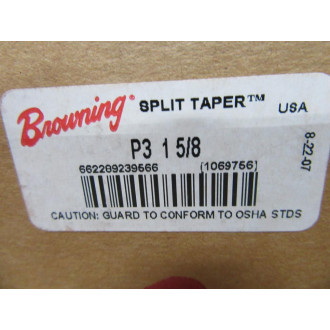 Browning SPLIT TAPER™ USA
P3 1 5/8
662289239566 (1069756)
CAUTION: GUARD TO CONFORM TO OSHA STDS
8-22-07